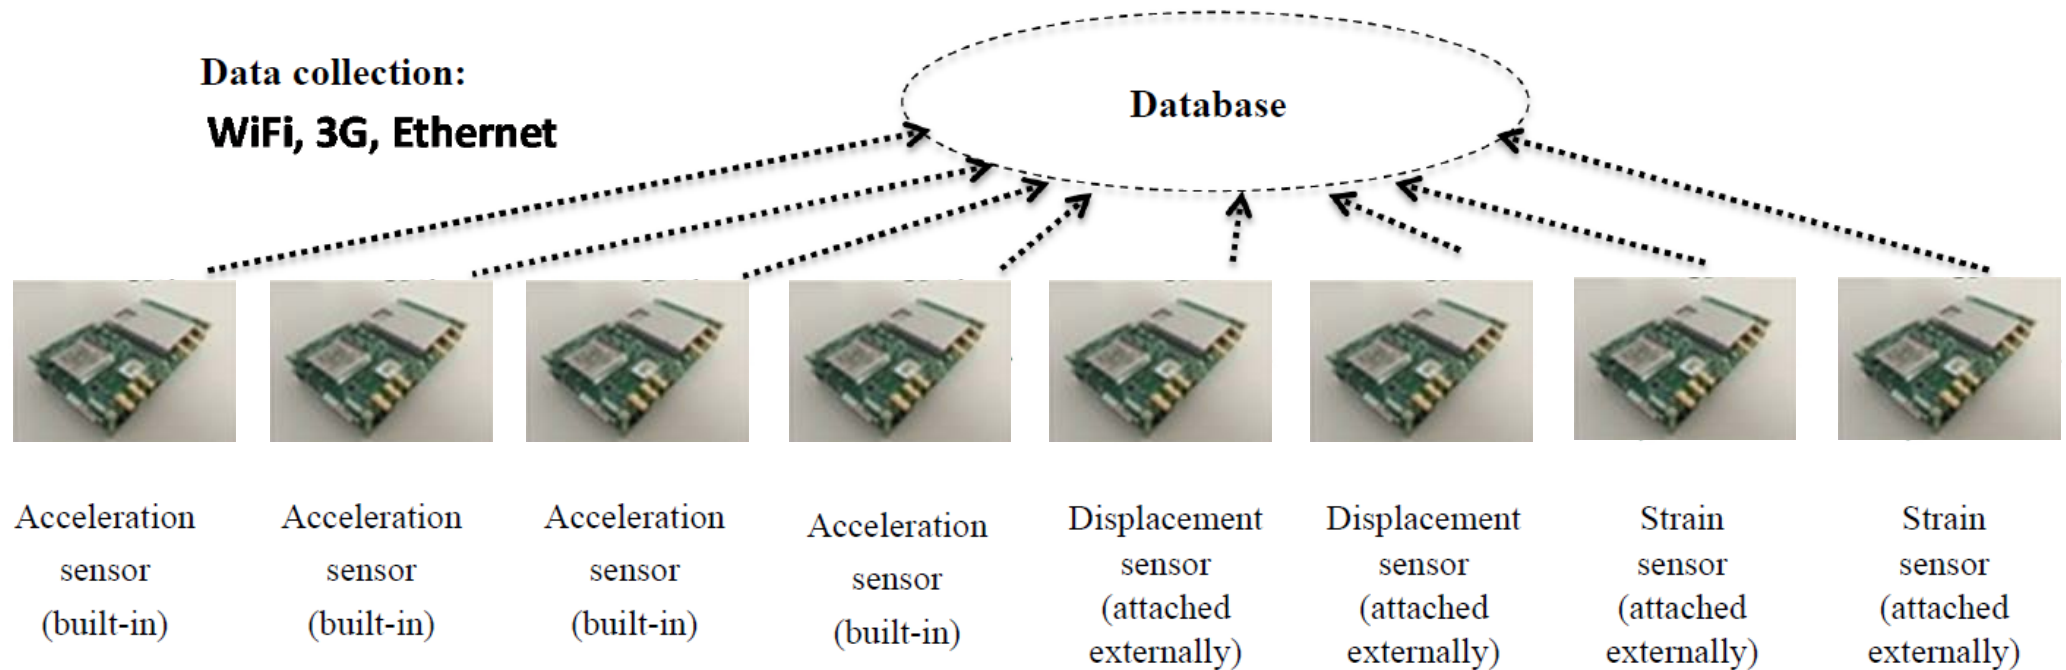 Data collection:
WiFi, 3G, Ethernet
Database
Acceleration
sensor
(built-in)
Acceleration
sensor
(built-in)
Acceleration
sensor
(built-in)
Acceleration
sensor
(built-in)
Displacement
sensor
(attached
externally)
Displacement
sensor
(attached
externally)
Strain
sensor
(attached
externally)
Strain
sensor
(attached
externally)